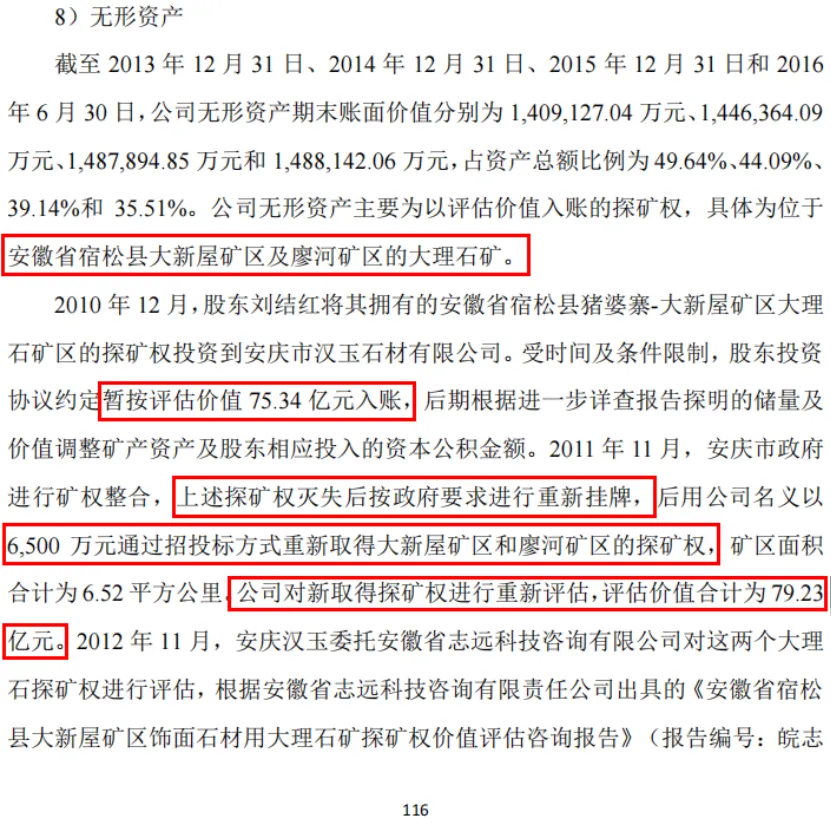 8）无形资产
截至 2013 年 12 月 31 日、2014 年 12 月 31 日、2015 年 12 月 31 日和 2016
年 6 月 30 日，公司无形资产期末账面价值分别为 1,409,127.04 万元、1,446,364.09
万元、1,487,894.85 万元和 1,488,142.06 万元，占资产总额比例为 49.64%、44.09%、
39.14%和 35.51%。公司无形资产主要为以评估价值入账的探矿权，具体为位于
安徽省宿松县大新屋矿区及廖河矿区的大理石矿。
2010 年 12 月，股东刘结红将其拥有的安徽省宿松县猪婆寨-大新屋矿区大理
石矿区的探矿权投资到安庆市汉玉石材有限公司。受时间及条件限制，股东投资
协议约定暂按评估价值 75.34 亿元入账，后期根据进一步详查报告探明的储量及
价值调整矿产资产及股东相应投入的资本公积金额。2011 年 11 月，安庆市政府
进行矿权整合，上述探矿权灭失后按政府要求进行重新挂牌，后用公司名义以
6,500 万元通过招投标方式重新取得大新屋矿区和廖河矿区的探矿权，矿区面积
合计为 6.52 平方公里，公司对新取得探矿权进行重新评估，评估价值合计为 79.23
亿元。2012 年 11 月，安庆汉玉委托安徽省志远科技咨询有限公司对这两个大理
石探矿权进行评估，根据安徽省志远科技咨询有限责任公司出具的《安徽省宿松
县大新屋矿区饰面石材用大理石矿探矿权价值评估咨询报告》（报告编号：皖志
116